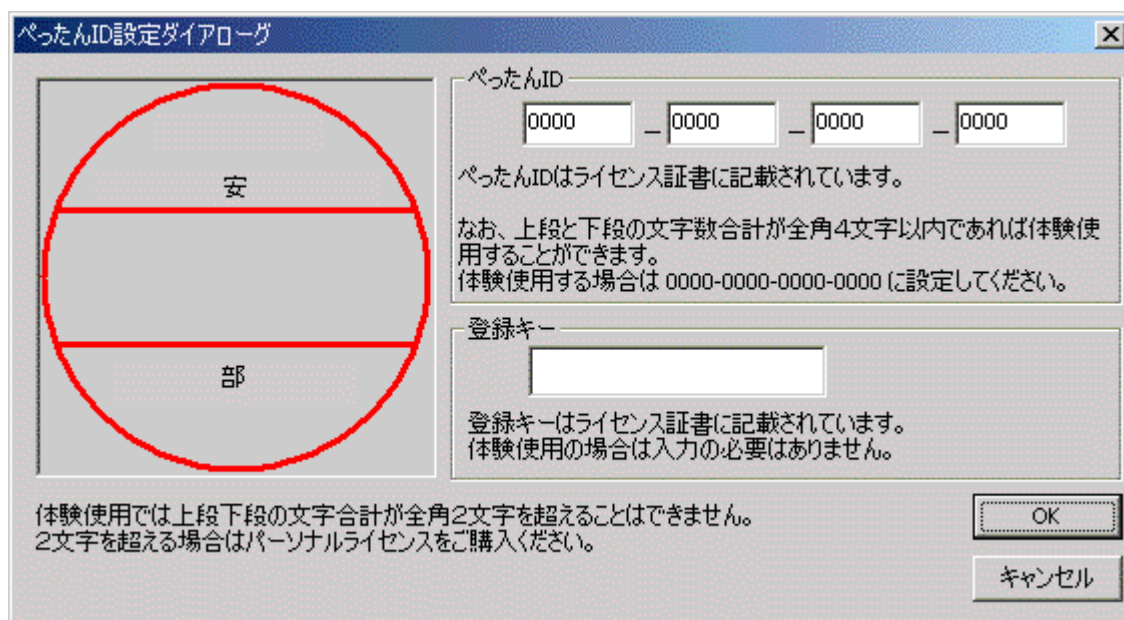 ぺったんID設定ダイアローグ
安
部
ぺったんID
0000 _ 0000 _ 0000 _ 0000
ぺったんIDはライセンス証書に記載されています。
なお、上段と下段の文字数合計が全角4文字以内であれば体験使
用することができます。
体験使用する場合は 0000-0000-0000-0000 に設定してください。
登録キー
登録キーはライセンス証書に記載されています。
体験使用の場合は入力の必要はありません。
体験使用では上段下段の文字合計が全角2文字を超えることはできません。
2文字を超える場合はパーソナルライセンスをご購入ください。
OK
キャンセル